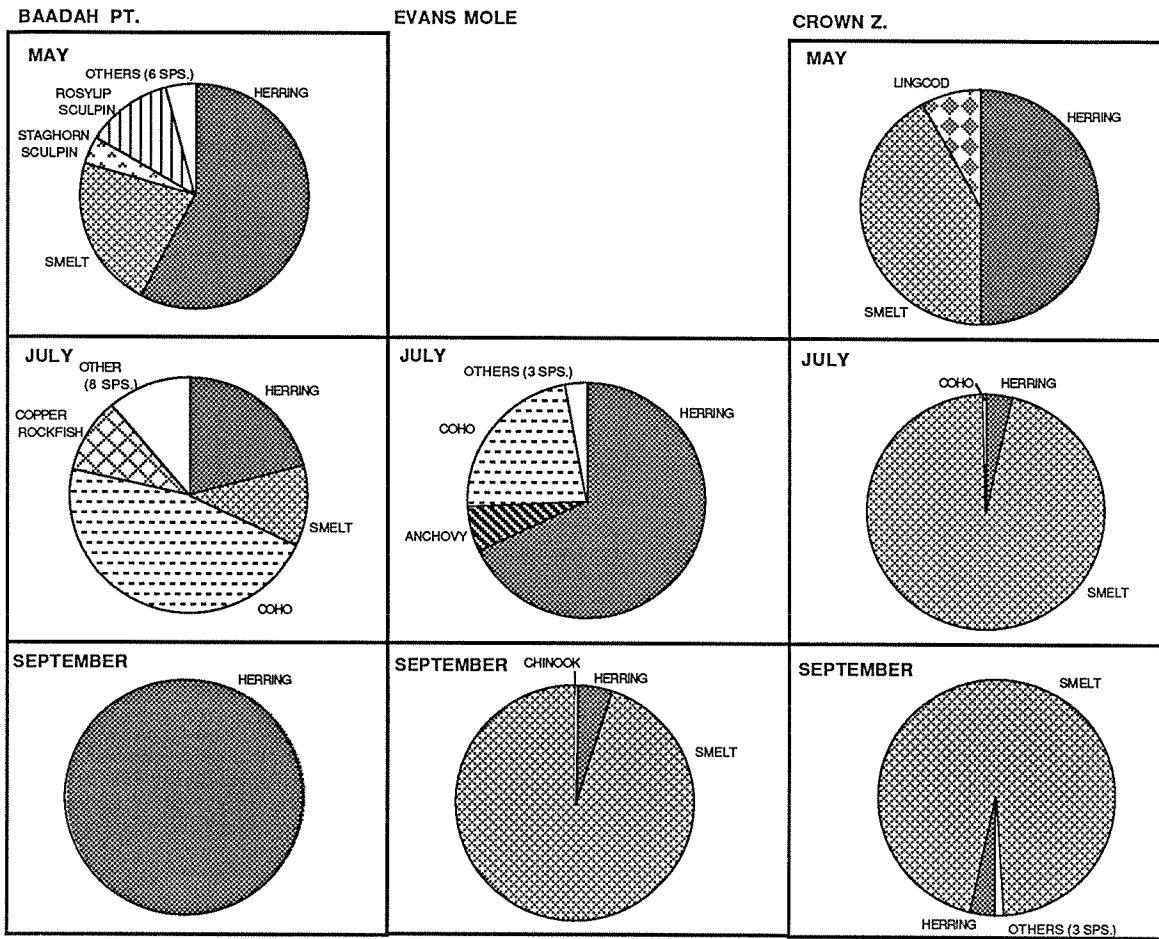 BAADAH PT.
EVANS MOLE
CROWN Z.
MAY
OTHERS (6 SPS.)
ROSYLIP
SCULPIN
HERRING
STAGHORN
SCULPIN
SMELT
MAY
LINGCOD
HERRING
SMELT
JULY
OTHER
(8 SPS.)
HERRING
COPPER
ROCKFISH
SMELT
COHO
JULY
OTHERS (3 SPS.)
HERRING
COHO
ANCHOVY
JULY
COHO
HERRING
SMELT
SEPTEMBER
HERRING
SEPTEMBER
CHINOOK
HERRING
SMELT
SEPTEMBER
SMELT
HERRING
OTHERS (3 SPS.)